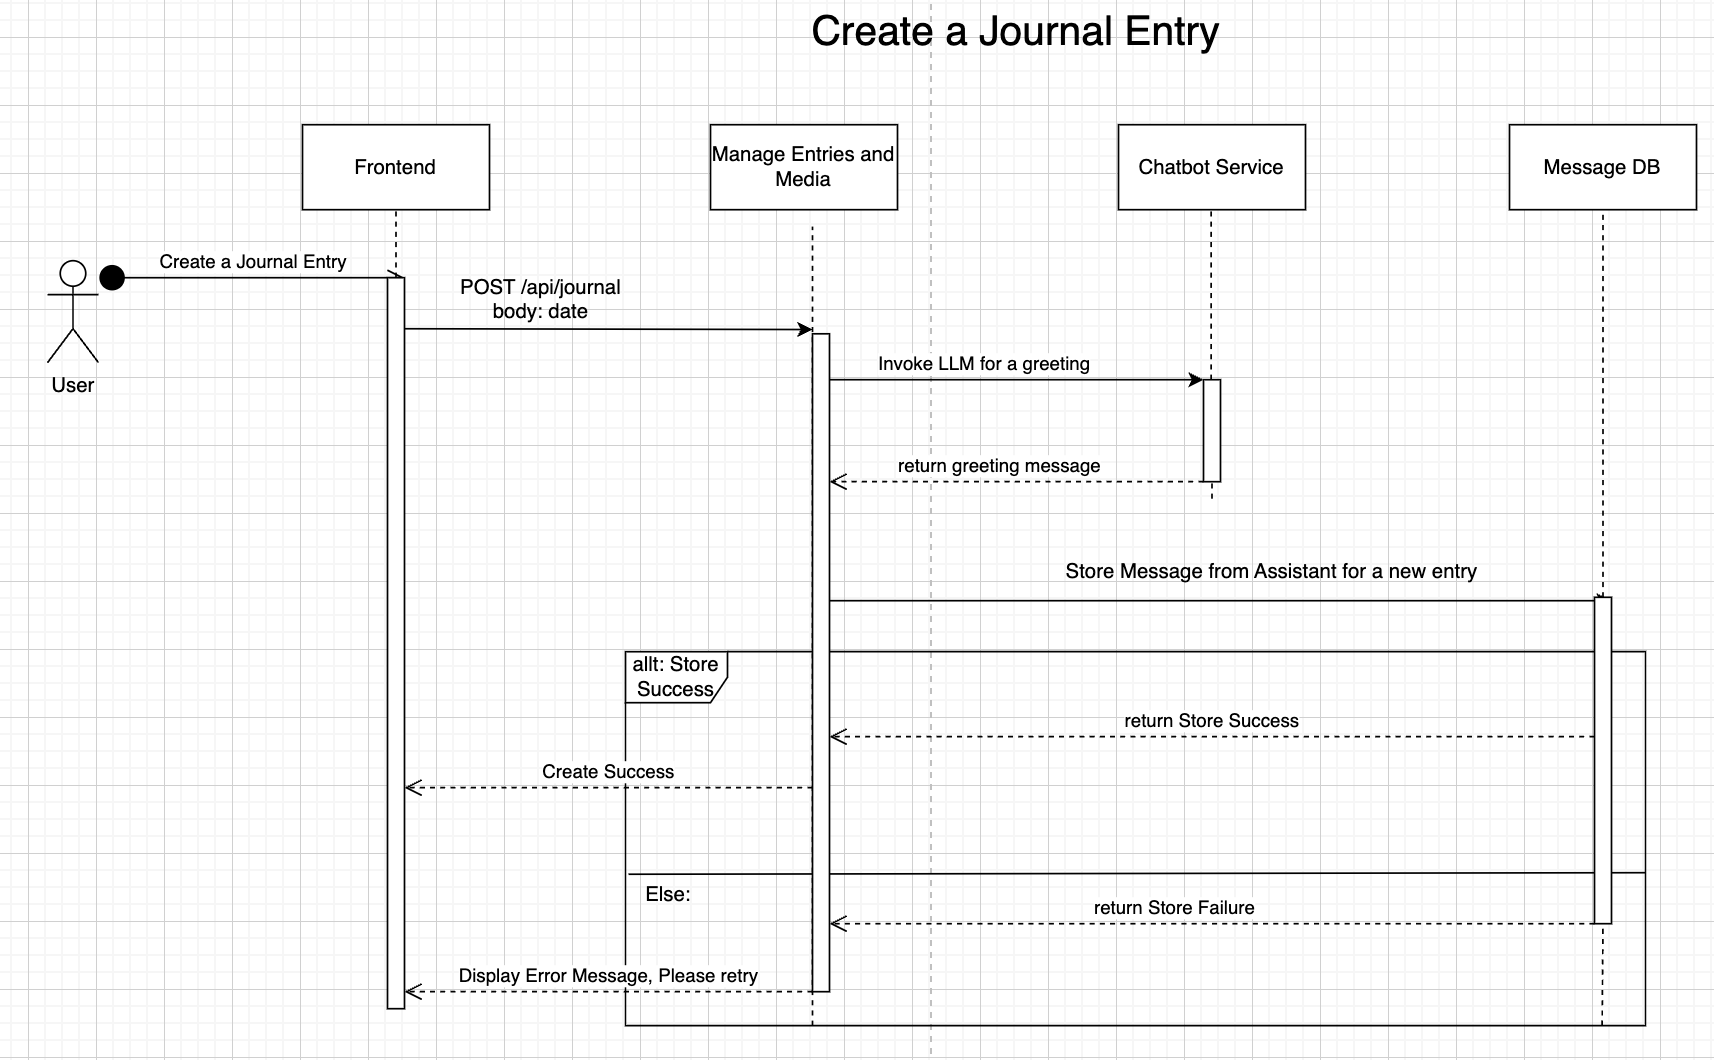 Create a Journal Entry
Frontend
Manage Entries and
Media
Chatbot Service
Message DB
Create a Journal Entry
User
POST /api/journal
body: date
Invoke LLM for a greeting
return greeting message
Store Message from Assistant for a new entry
allt: Store
Success
return Store Success
Create Success
Else:
return Store Failure
Display Error Message, Please retry